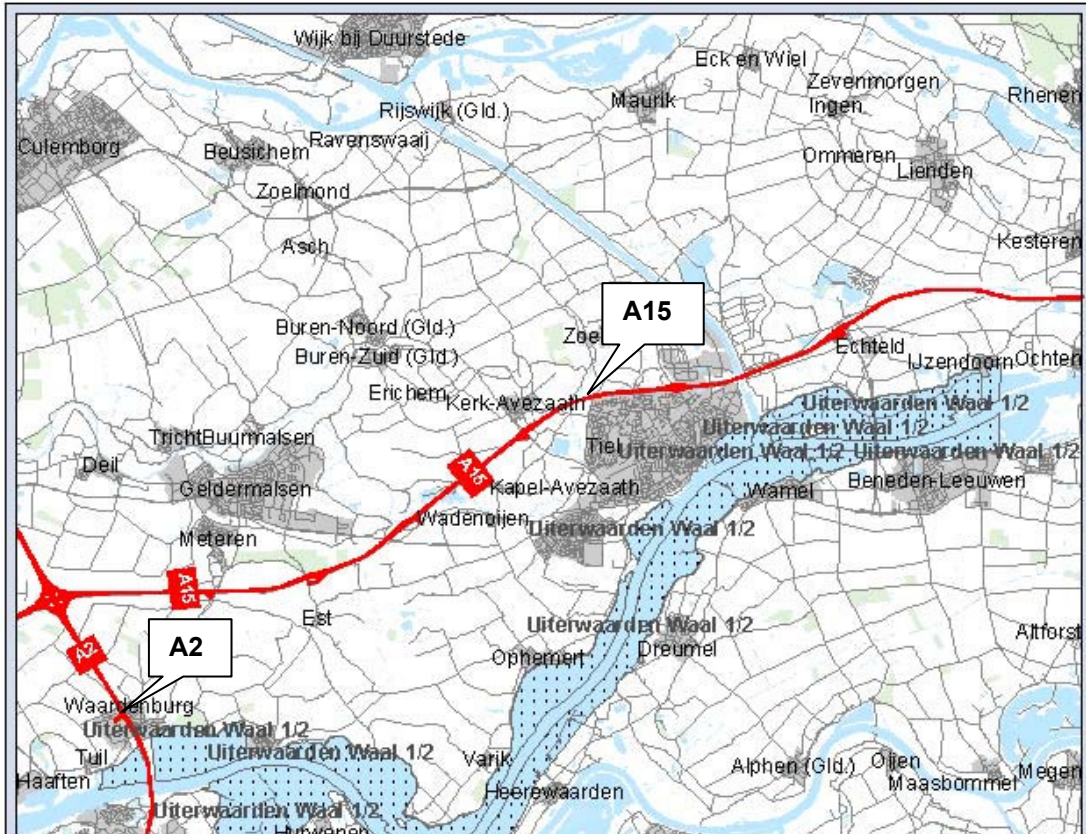 Wijk bij Duurstede
Eck en Wiel
Zevenmorgen
Ingen
Rhenen
Maurik
Rijswijk (Gld.)
Ravenswaaij
Culemborg
Beusichem
Ommeren
Lienden
Zoelmond
Asch
Kesteren
A15
Buren-Noord (Gld.)
Buren-Zuid (Gld.)
Echteld
IJzendoorn
Ochten
Erichem
Kerk-Avezaath
Uiterwaarden Waal 1/2
Uiterwaarden Waal 1/2
TrichtBuurmalsen
Tiel
Uiterwaarden Waal 1/2
Uiterwaarden Waal 1/2
Deil
A15
Geldermalsen
Kapel-Avezaath
Wamel
Beneden-Leeuwen
Wadenoijen
Uiterwaarden Waal 1/2
Meteren
A15
Est
Uiterwaarden Waal 1/2
Altforst
A2
A2
Ophemert
Dreumel
Waardenburg
Uiterwaarden Waal 1/2
Uiterwaarden Waal 1/2
Tuil
Varik
Alphen (Gld.)
Oijen
Haaften
Maasbommel
Megen
Heerewaarden
Uiterwaarden Waal 1/2
Hurwenen